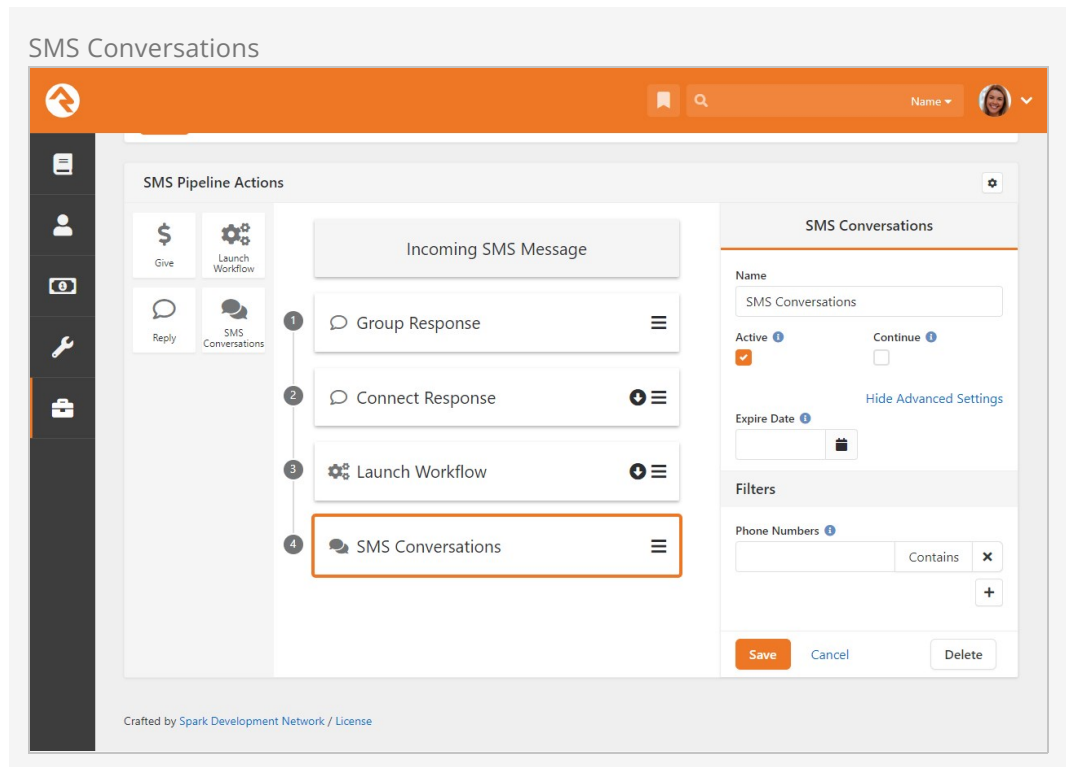 SMS Conversations
Name
SMS Pipeline Actions
$
Give
Launch
Workflow
Reply
SMS
Conversations
Incoming SMS Message
1
Group Response
2
Connect Response
3
Launch Workflow
4
SMS Conversations
SMS Conversations
Name
SMS Conversations
Active
Continue
Hide Advanced Settings
Expire Date
Filters
Phone Numbers
Contains
Save
Cancel
Delete
Crafted by Spark Development Network / License